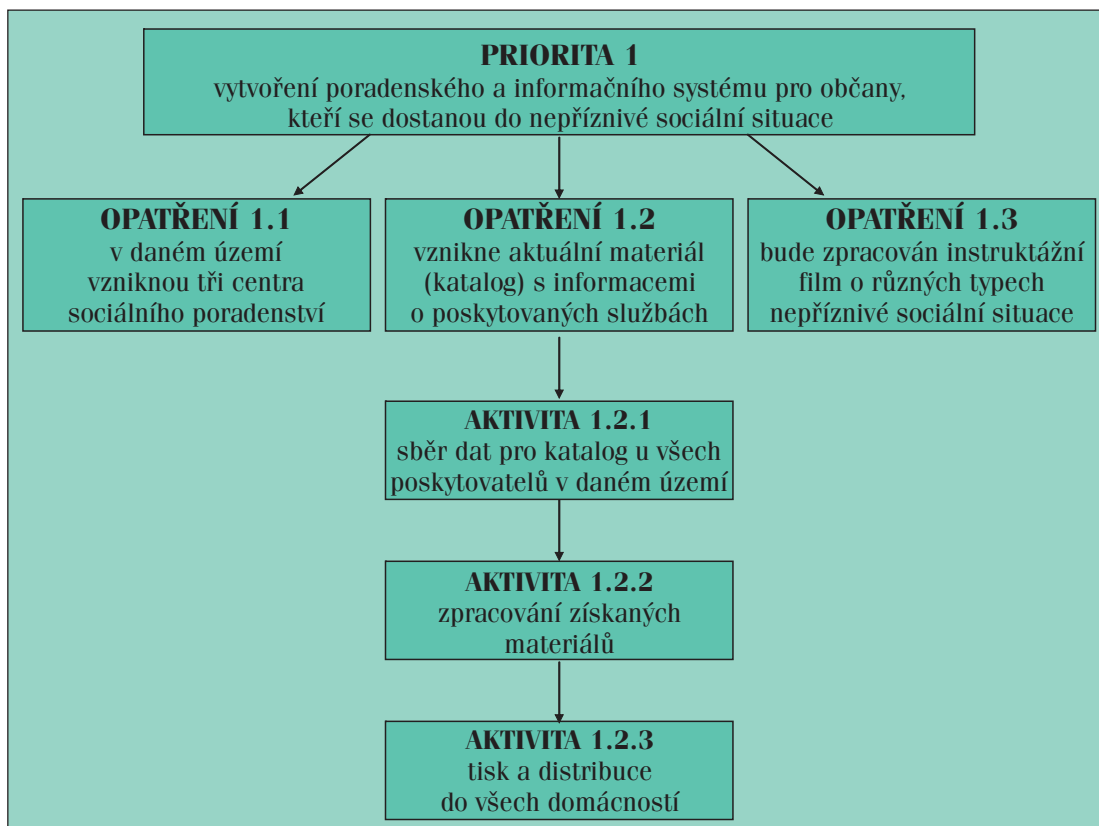 PRIORITA 1
vytvoření poradenského a informačního systému pro občany,
kteří se dostanou do nepříznivé sociální situace
OPATŘENÍ 1.1
v daném území
vzniknou tři centra
sociálního poradenství
OPATŘENÍ 1.2
vznikne aktuální materiál
(katalog) s informacemi
o poskytovaných službách
OPATŘENÍ 1.3
bude zpracován instruktážní
film o různých typech
nepříznivé sociální situace
AKTIVITA 1.2.1
sběr dat pro katalog u všech
poskytovatelů v daném území
AKTIVITA 1.2.2
zpracování získaných
materiálů
AKTIVITA 1.2.3
tisk a distribuce
do všech domácností